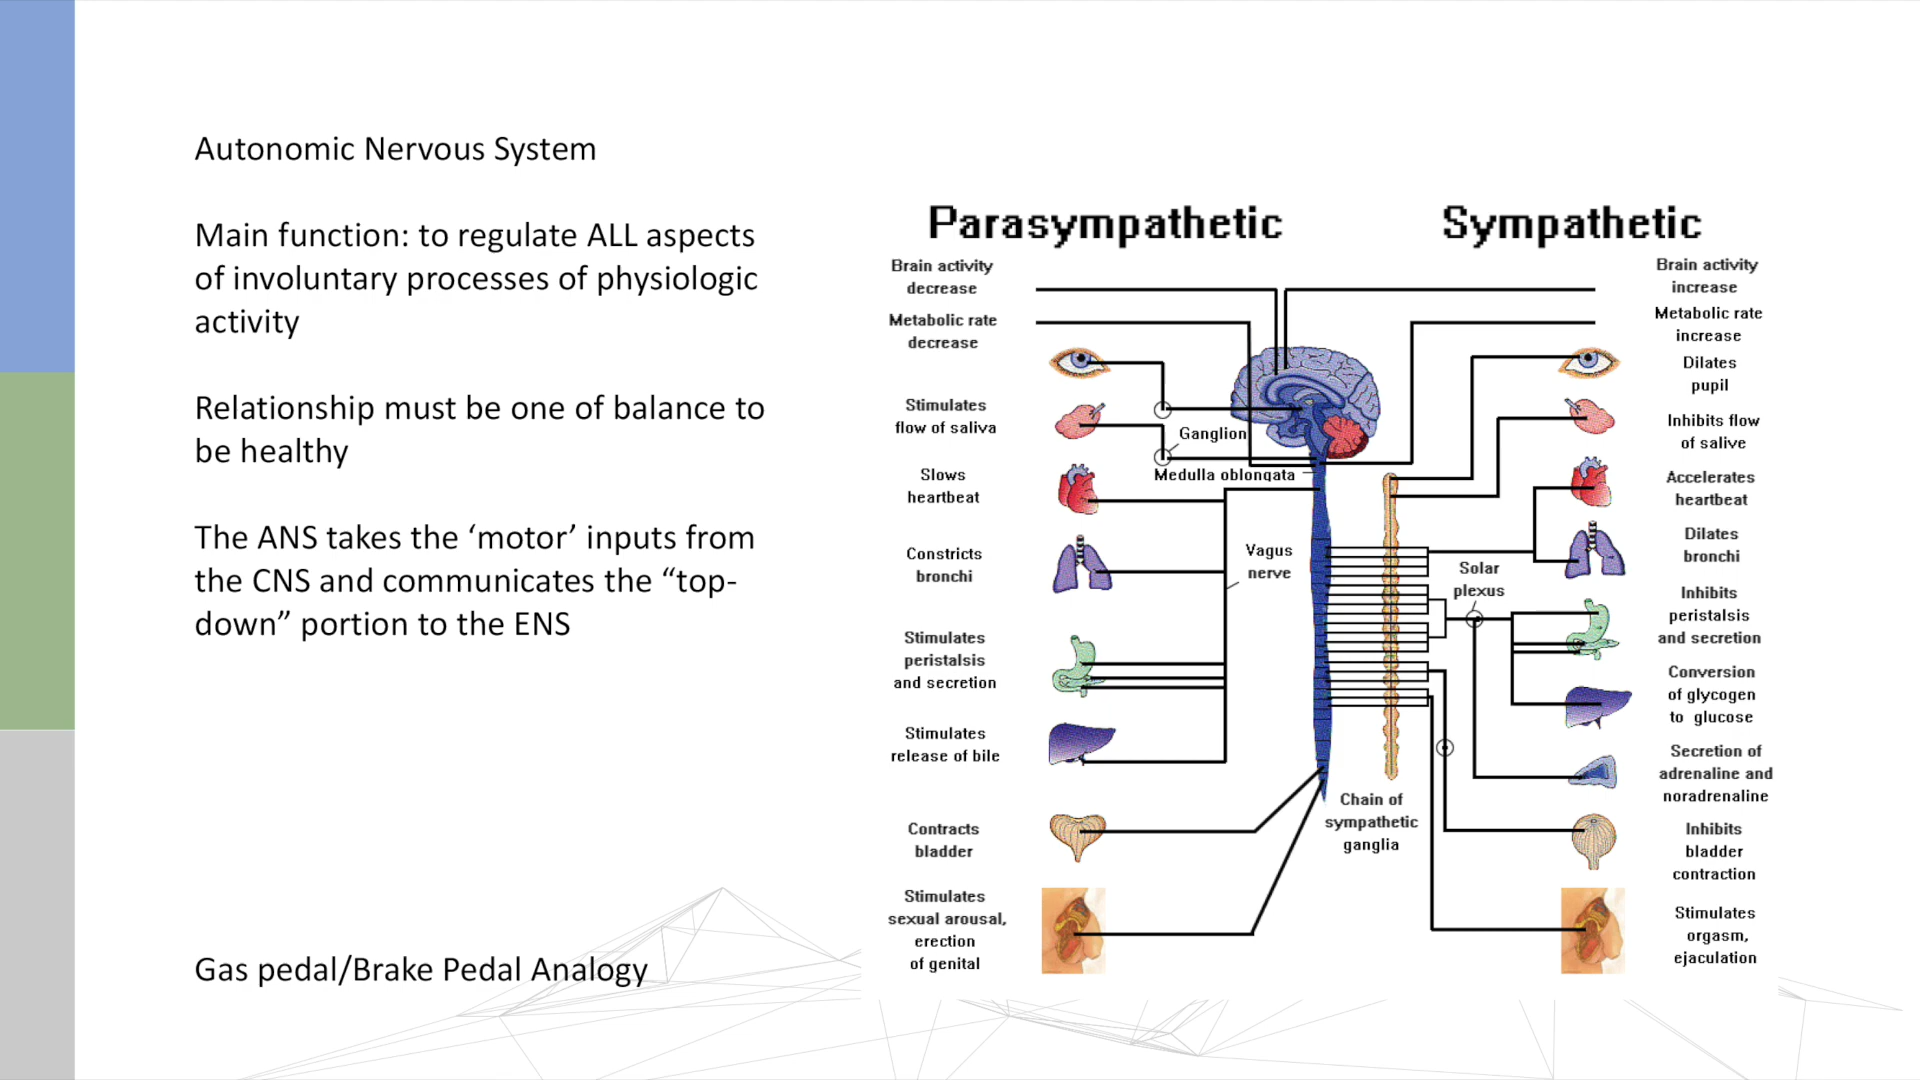 Autonomic Nervous System
Main function: to regulate ALL aspects
of involuntary processes of physiologic
activity
Relationship must be one of balance to
be healthy
The ANS takes the ‘motor’ inputs from
the CNS and communicates the “top-
down” portion to the ENS
Gas pedal/Brake Pedal Analogy
Parasympathetic
Brain activity
decrease
Metabolic rate
decrease
Stimulates
flow of saliva
Slows
heartbeat
Constricts
bronchi
Stimulates
peristalsis
and secretion
Stimulates
release of bile
Contracts
bladder
Stimulates
sexual arousal,
erection
of genital
Ganglion
Medulla oblongata
Vagus
nerve
Solar
plexus
Chain of
sympathetic
ganglia
Sympathetic
Brain activity
increase
Metabolic rate
increase
Dilates
pupil
Inhibits flow
of salive
Accelerates
heartbeat
Dilates
bronchi
Inhibits
peristalsis
and secretion
Conversion
of glycogen
to glucose
Secretion of
adrenaline and
noradrenaline
Inhibits
bladder
contraction
Stimulates
orgasm,
ejaculation